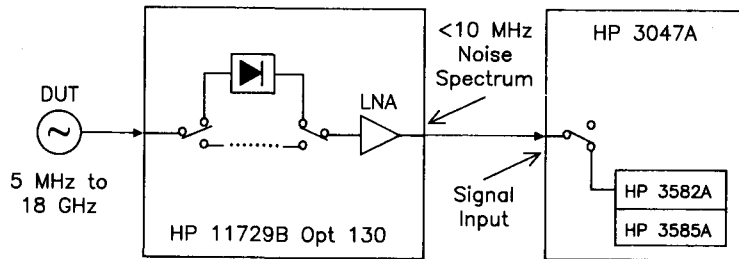 DUT
~
5 MHz to
18 GHz
LNA
HP 11729B Opt 130
<10 MHz
Noise
Spectrum
Signal
Input
HP 3047A
HP 3582A
HP 3585A